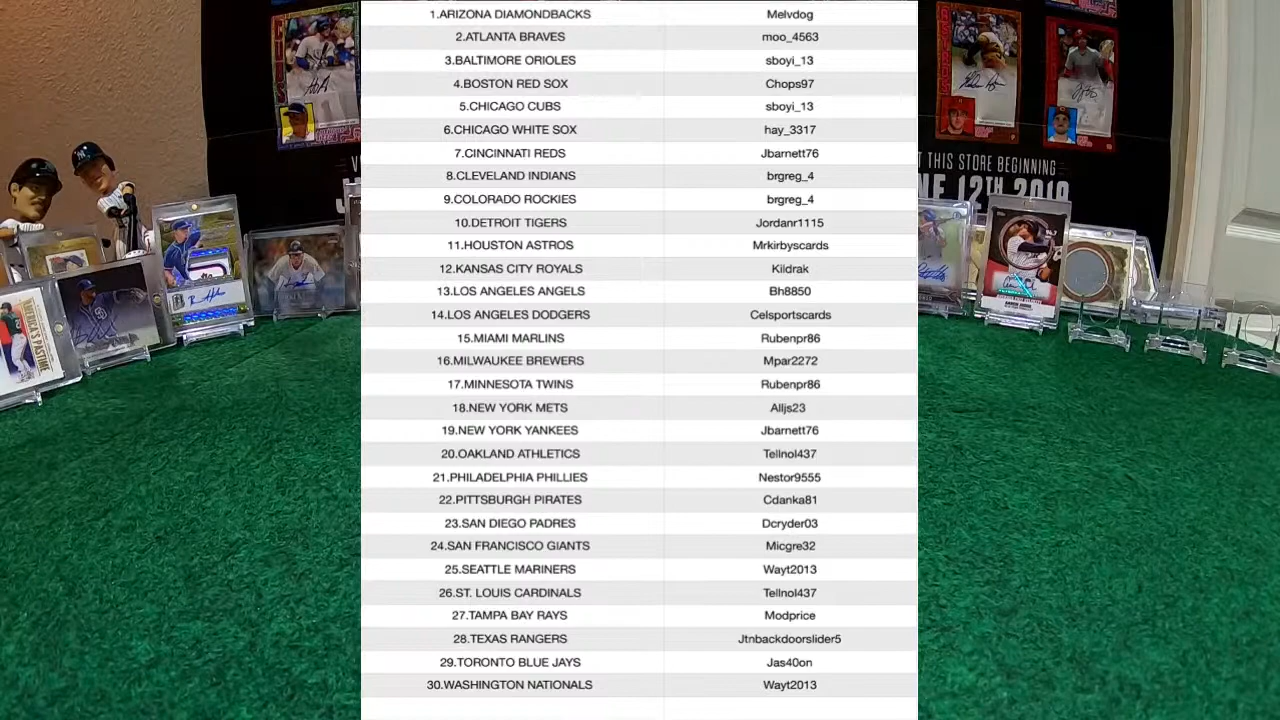 1.ARIZONA DIAMONDBACKS Melvdog
2.ATLANTA BRAVES moo_4563
3.BALTIMORE ORIOLES sboyi_13
4.BOSTON RED SOX Chops97
5.CHICAGO CUBS sboyi_13
6.CHICAGO WHITE SOX hay_3317
7.CINCINNATI REDS Jbarnett76
8.CLEVELAND INDIANS brgreg_4
9.COLORADO ROCKIES brgreg_4
10.DETROIT TIGERS Jordanr1115
11.HOUSTON ASTROS Mrkirbyscards
12.KANSAS CITY ROYALS Kildrak
13.LOS ANGELES ANGELS Bh8850
14.LOS ANGELES DODGERS Celsportscards
15.MIAMI MARLINS Rubenpr86
16.MILWAUKEE BREWERS Mpar2272
17.MINNESOTA TWINS Rubenpr86
18.NEW YORK METS Alljs23
19.NEW YORK YANKEES Jbarnett76
20.OAKLAND ATHLETICS Tellnol437
21.PHILADELPHIA PHILLIES Nestor9555
22.PITTSBURGH PIRATES Cdanka81
23.SAN DIEGO PADRES Dcryder03
24.SAN FRANCISCO GIANTS Micgre32
25.SEATTLE MARINERS Wayt2013
26.ST. LOUIS CARDINALS Tellnol437
27.TAMPA BAY RAYS Modprice
28.TEXAS RANGERS Jtnbackdoorslider5
29.TORONTO BLUE JAYS Jas40on
30.WASHINGTON NATIONALS Wayt2013
THIS STORE BEGINNING
12TH 2019
PASTIME